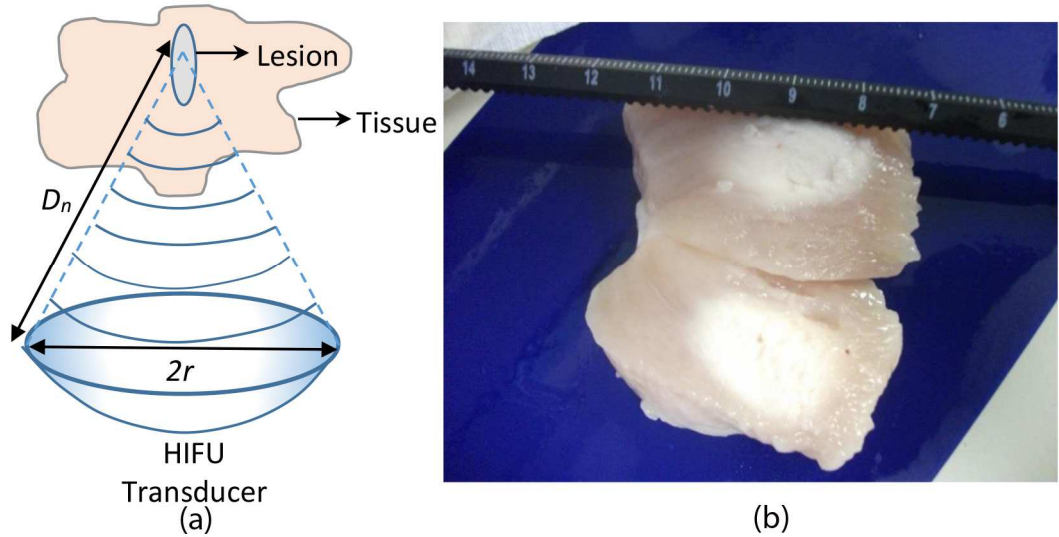 Lesion
Tissue
Dn
2r
HIFU
Transducer
(a)
14 13 12 11 10 9 8 7 6
(b)